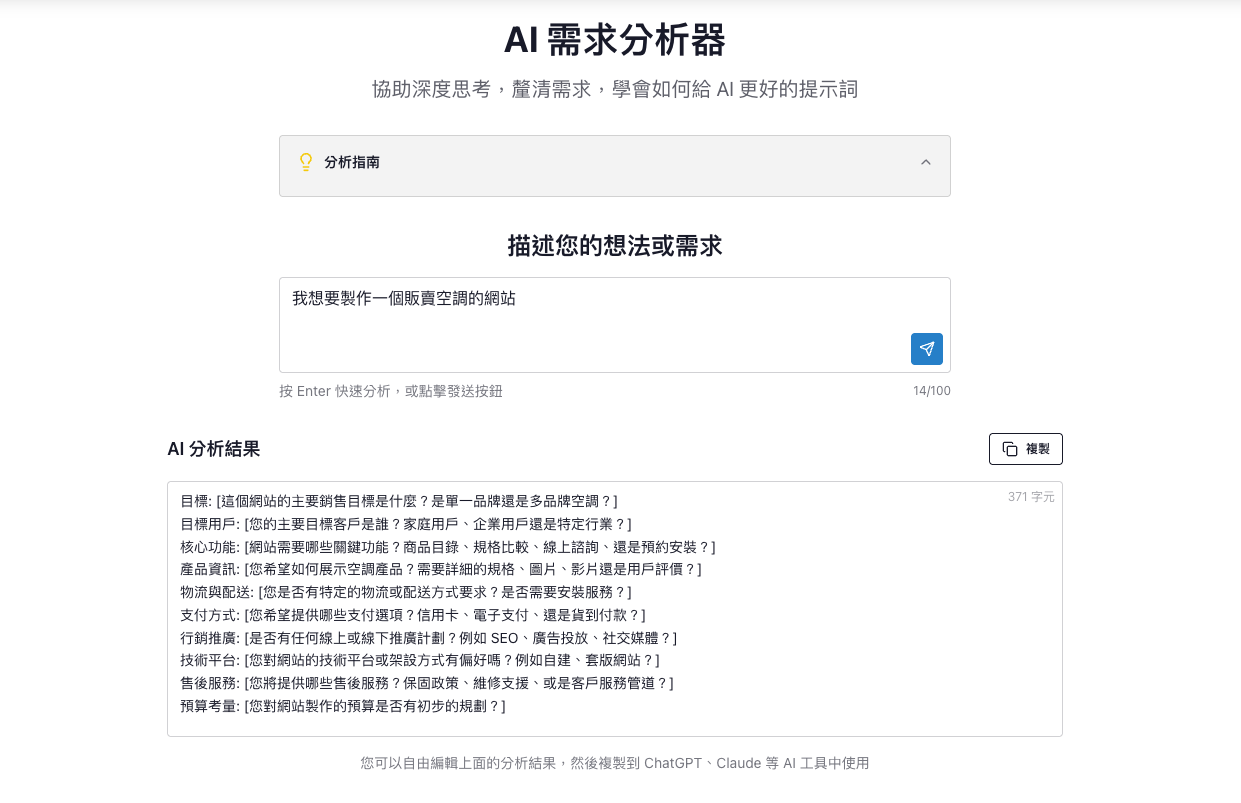 AI 需求分析器
協助深度思考，釐清需求，學會如何給 AI 更好的提示詞
分析指南
描述您的想法或需求
我想要製作一個販賣空調的網站
按 Enter 快速分析，或點擊發送按鈕
14/100
AI 分析結果
複製
371 字元
目標: [這個網站的主要銷售目標是什麼？是單一品牌還是多品牌空調？]
目標用戶: [您的主要目標客戶是誰？家庭用戶、企業用戶還是特定行業？]
核心功能: [網站需要哪些關鍵功能？商品目錄、規格比較、線上諮詢、還是預約安裝？]
產品資訊: [您希望如何展示空調產品？需要詳細的規格、圖片、影片還是用戶評價？]
物流與配送: [您是否有特定的物流或配送方式要求？是否需要安裝服務？]
支付方式: [您希望提供哪些支付選項？信用卡、電子支付、還是貨到付款？]
行銷推廣: [是否有任何線上或線下推廣計劃？例如 SEO、廣告投放、社交媒體？]
技術平台: [您對網站的技術平台或架設方式有偏好嗎？例如自建、套版網站？]
售後服務: [您將提供哪些售後服務？保固政策、維修支援、或是客戶服務管道？]
預算考量: [您對網站製作的預算是否有初步的規劃？]
您可以自由編輯上面的分析結果，然後複製到 ChatGPT、Claude 等 AI 工具中使用